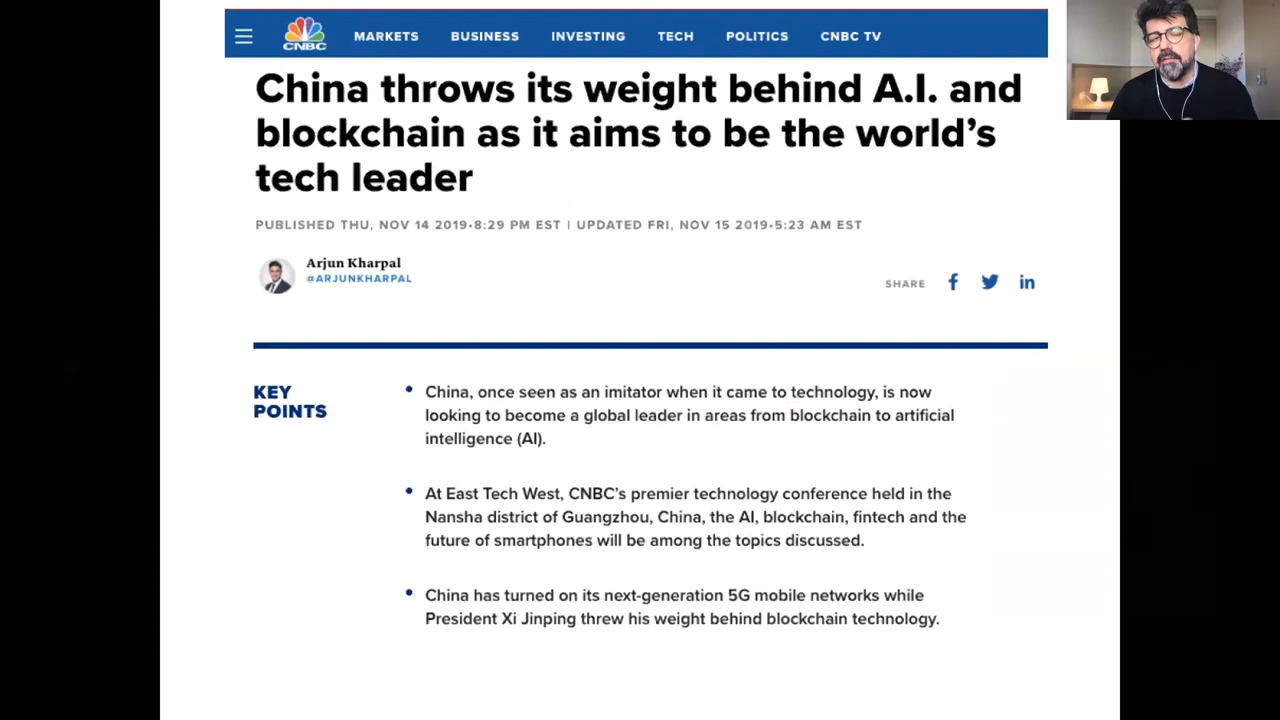 CNBC
MARKETS BUSINESS INVESTING TECH POLITICS CNBC TV
China throws its weight behind A.I. and
blockchain as it aims to be the world’s
tech leader
PUBLISHED THU, NOV 14 2019•8:29 PM EST | UPDATED FRI, NOV 15 2019•5:23 AM EST
Arjun Kharpal
@ARJUNKHARPAL
SHARE
KEY
POINTS
• China, once seen as an imitator when it came to technology, is now
looking to become a global leader in areas from blockchain to artificial
intelligence (AI).
• At East Tech West, CNBC’s premier technology conference held in the
Nansha district of Guangzhou, China, the AI, blockchain, fintech and the
future of smartphones will be among the topics discussed.
• China has turned on its next-generation 5G mobile networks while
President Xi Jinping threw his weight behind blockchain technology.